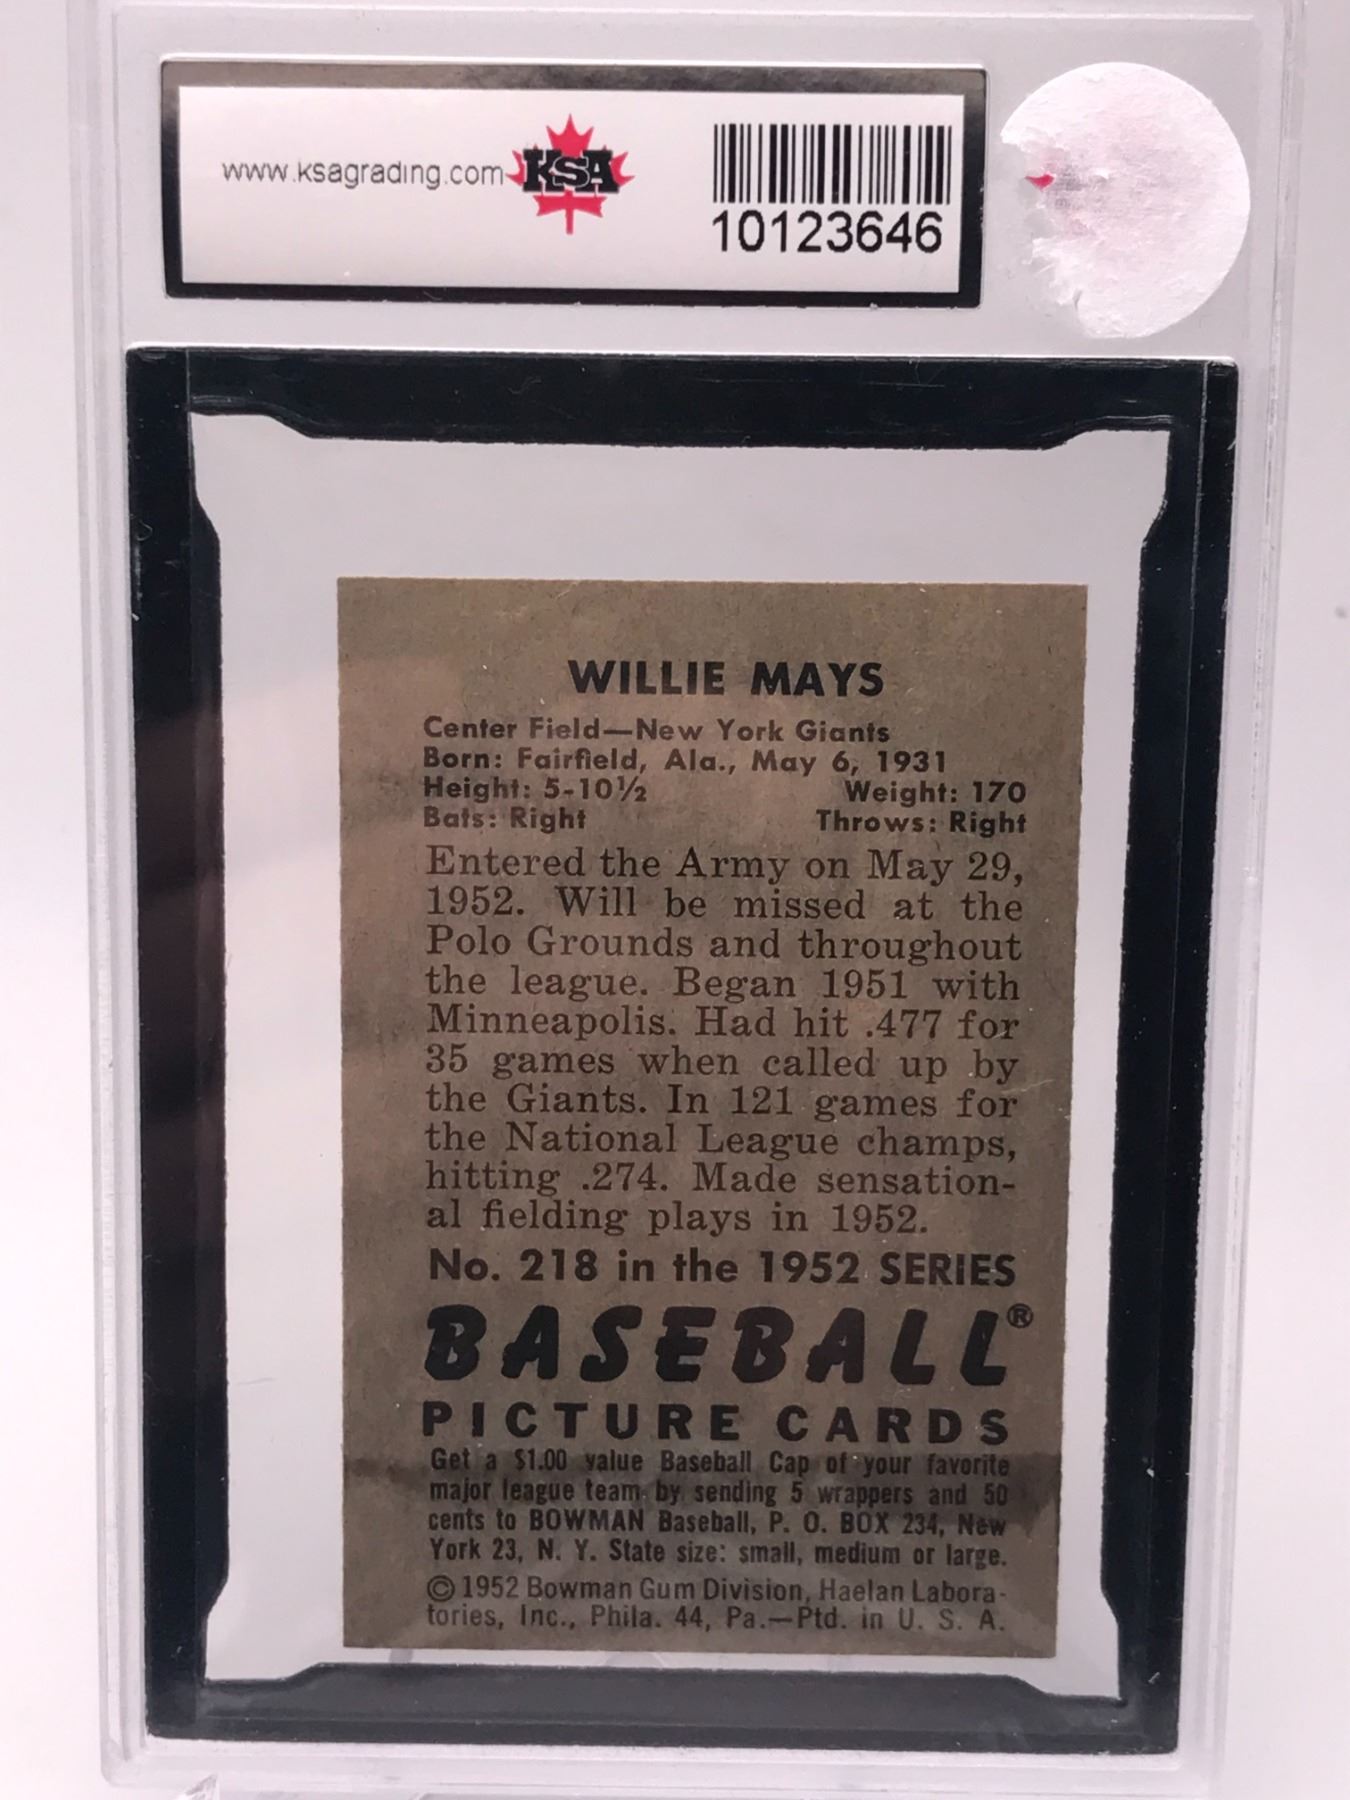 www.ksagrading.com KSA
10123646
WILLIE MAYS
Center Field—New York Giants
Born: Fairfield, Ala., May 6, 1931
Height: 5-10½ Weight: 170
Bats: Right Throws: Right
Entered the Army on May 29,
1952. Will be missed at the
Polo Grounds and throughout
the league. Began 1951 with
Minneapolis. Had hit .477 for
35 games when called up by
the Giants. In 121 games for
the National League champs,
hitting .274. Made sensation-
al fielding plays in 1952.
No. 218 in the 1952 SERIES
BASEBALL®
PICTURE CARDS
Get a $1.00 value Baseball Cap of your favorite
major league team by sending 5 wrappers and 50
cents to BOWMAN Baseball, P. O. BOX 234, New
York 23, N. Y. State size: small, medium or large.
© 1952 Bowman Gum Division, Haelan Labora-
tories, Inc., Phila. 44, Pa.—Ptd. in U. S. A.